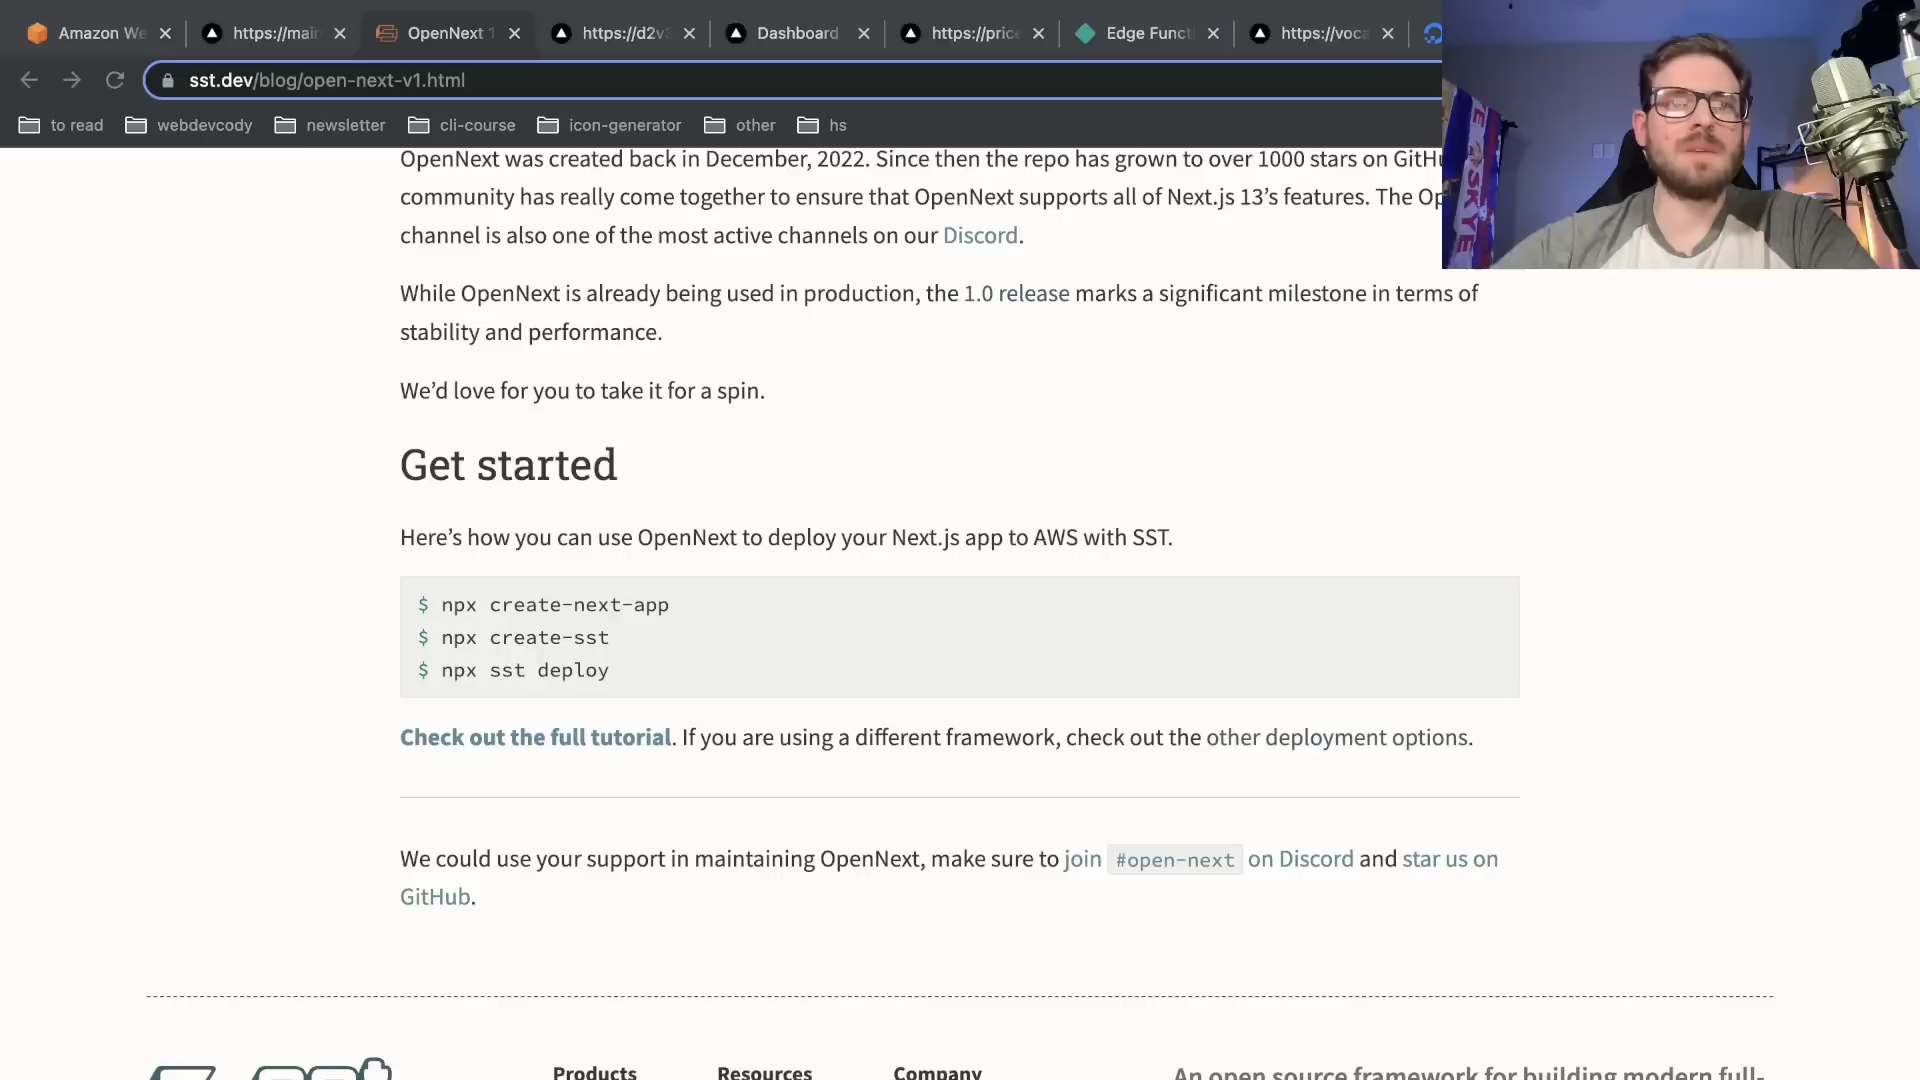 Amazon We
https://mai
OpenNext 1
https://d2v
Dashboard
https://pric
Edge Funct
https://voca
sst.dev/blog/open-next-v1.html
to read
webdevcody
newsletter
cli-course
icon-generator
other
hs
OpenNext was created back in December, 2022. Since then the repo has grown to over 1000 stars on GitHu
community has really come together to ensure that OpenNext supports all of Next.js 13’s features. The Op
channel is also one of the most active channels on our Discord.
While OpenNext is already being used in production, the 1.0 release marks a significant milestone in terms of
stability and performance.
We’d love for you to take it for a spin.
Get started
Here’s how you can use OpenNext to deploy your Next.js app to AWS with SST.
$ npx create-next-app
$ npx create-sst
$ npx sst deploy
Check out the full tutorial. If you are using a different framework, check out the other deployment options.
We could use your support in maintaining OpenNext, make sure to join #open-next on Discord and star us on
GitHub.
Products
Resources
Company
An open source framework for building modern full-